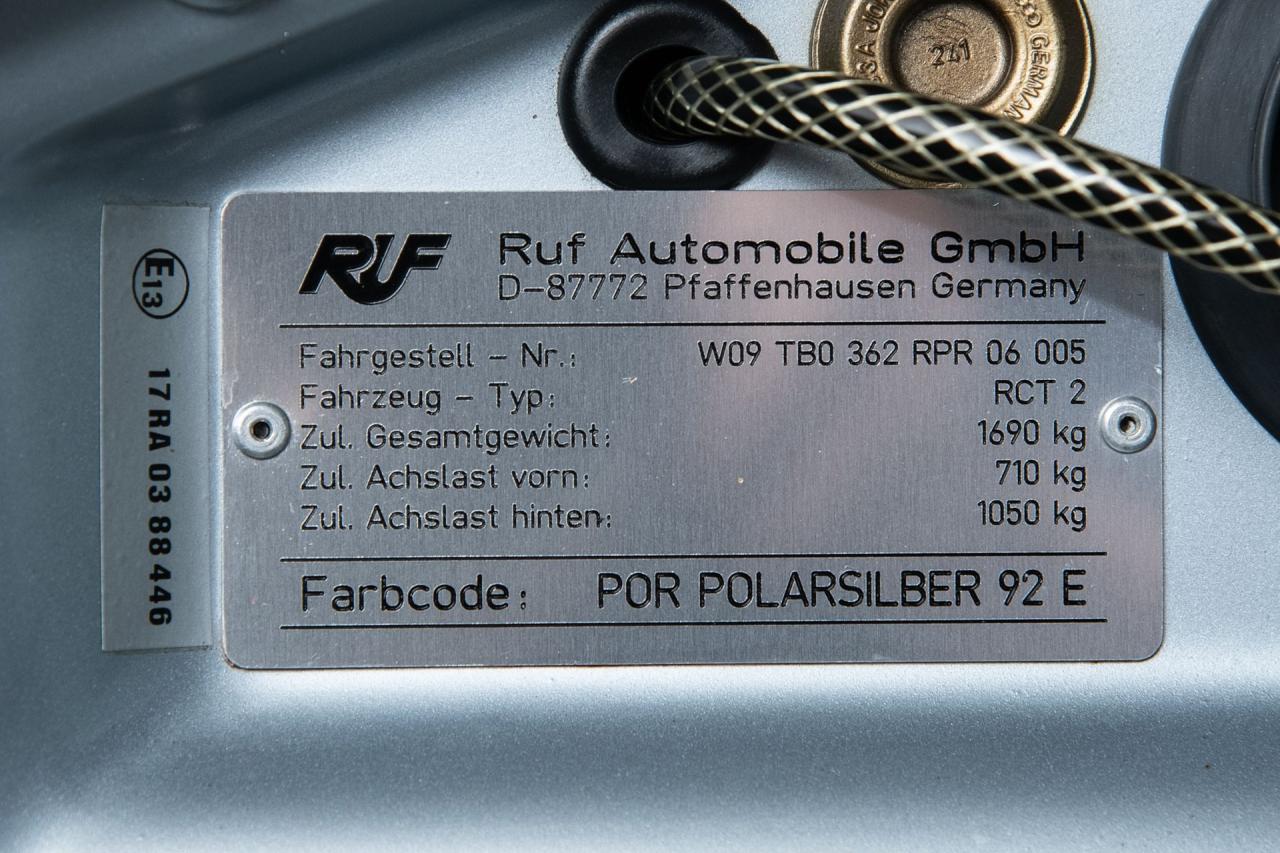 241
GERMAN
E13
17 RA 03 88 446
RUF
Ruf Automobile GmbH
D-87772 Pfaffenhausen Germany
Fahrgestell - Nr.: W09 TB0 362 RPR 06 005
Fahrzeug - Typ: RCT 2
Zul. Gesamtgewicht: 1690 kg
Zul. Achslast vorn: 710 kg
Zul. Achslast hinten: 1050 kg
Farbcode: POR POLARSILBER 92 E